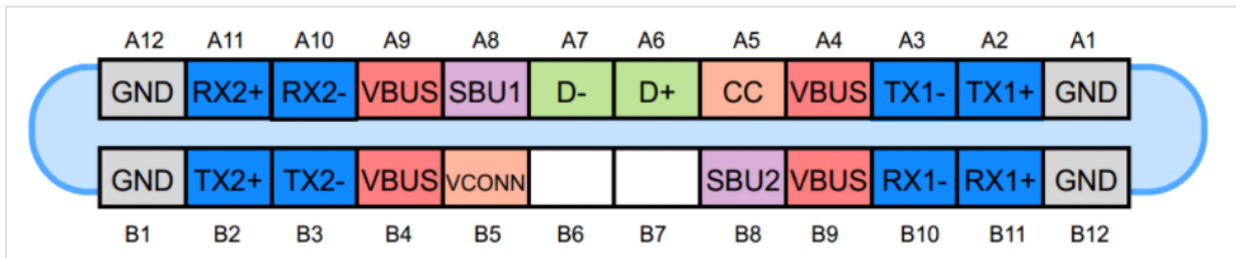 A12 A11 A10 A9 A8 A7 A6 A5 A4 A3 A2 A1
GND RX2+ RX2- VBUS SBU1 D- D+ CC VBUS TX1- TX1+ GND
GND TX2+ TX2- VBUS VCONN SBU2 VBUS RX1- RX1+ GND
B1 B2 B3 B4 B5 B6 B7 B8 B9 B10 B11 B12